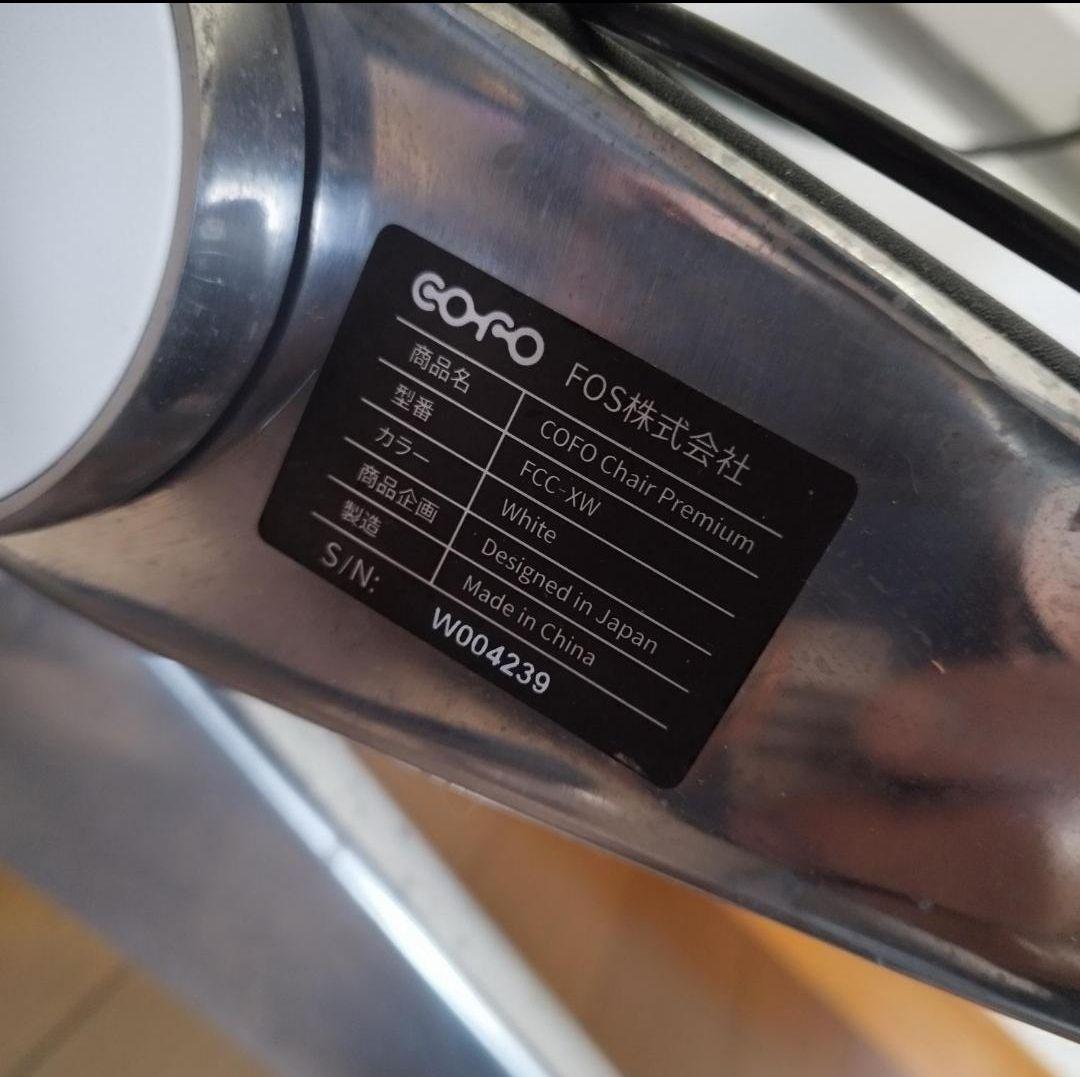 COFO FOS株式会社
商品名 COFO Chair Premium
型番 FCC-XW
カラー White
商品企画 Designed in Japan
製造 Made in China
S/N: W004239